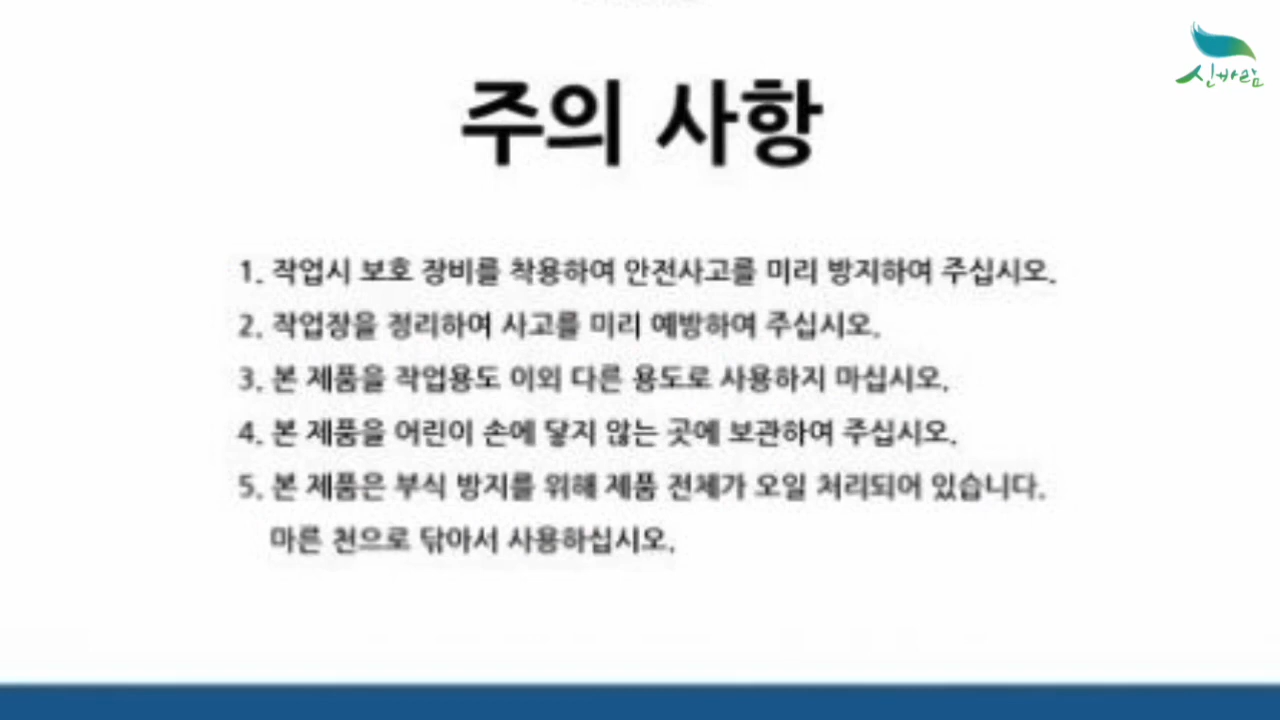 신바람
주의 사항
1. 작업시 보호 장비를 착용하여 안전사고를 미리 방지하여 주십시오.
2. 작업장을 정리하여 사고를 미리 예방하여 주십시오.
3. 본 제품을 작업용도 이외 다른 용도로 사용하지 마십시오.
4. 본 제품을 어린이 손에 닿지 않는 곳에 보관하여 주십시오.
5. 본 제품은 부식 방지를 위해 제품 전체가 오일 처리되어 있습니다.
마른 천으로 닦아서 사용하십시오.